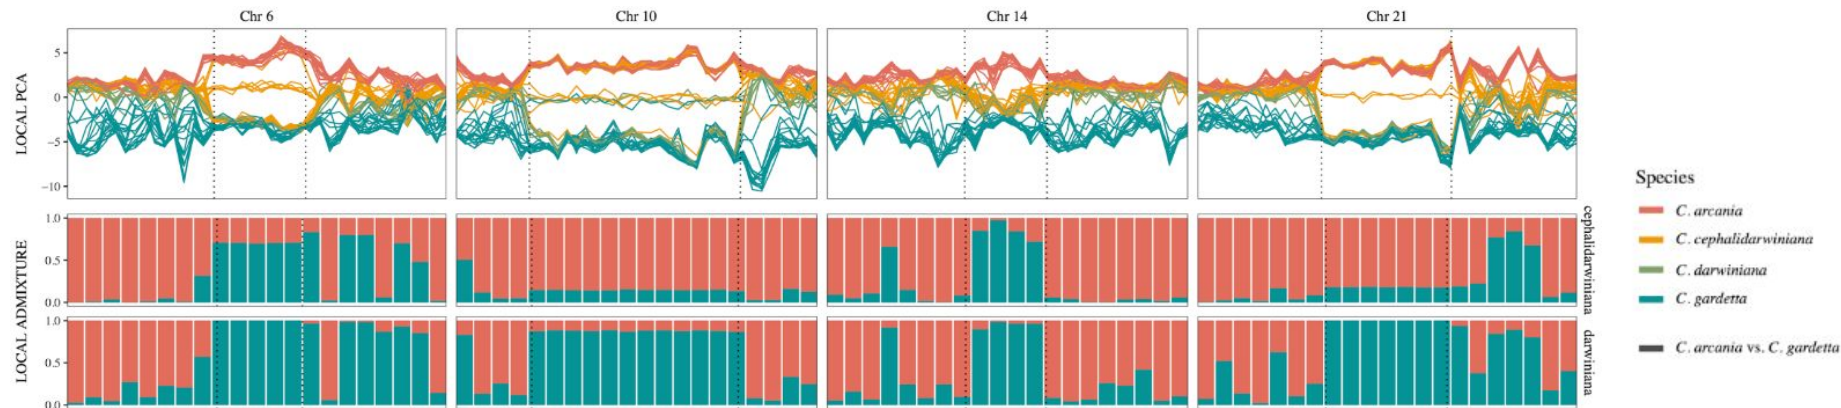 Chr 6
Chr 10
Chr 14
Chr 21
LOCAL PCA
5
0
−5
−10
LOCAL ADMIXTURE
1.0
0.5
0.0
cephalidarwiniana
1.0
0.5
0.0
darwiniana
Species
C. arcania
C. cephalidarwiniana
C. darwiniana
C. gardetta
C. arcania vs. C. gardetta